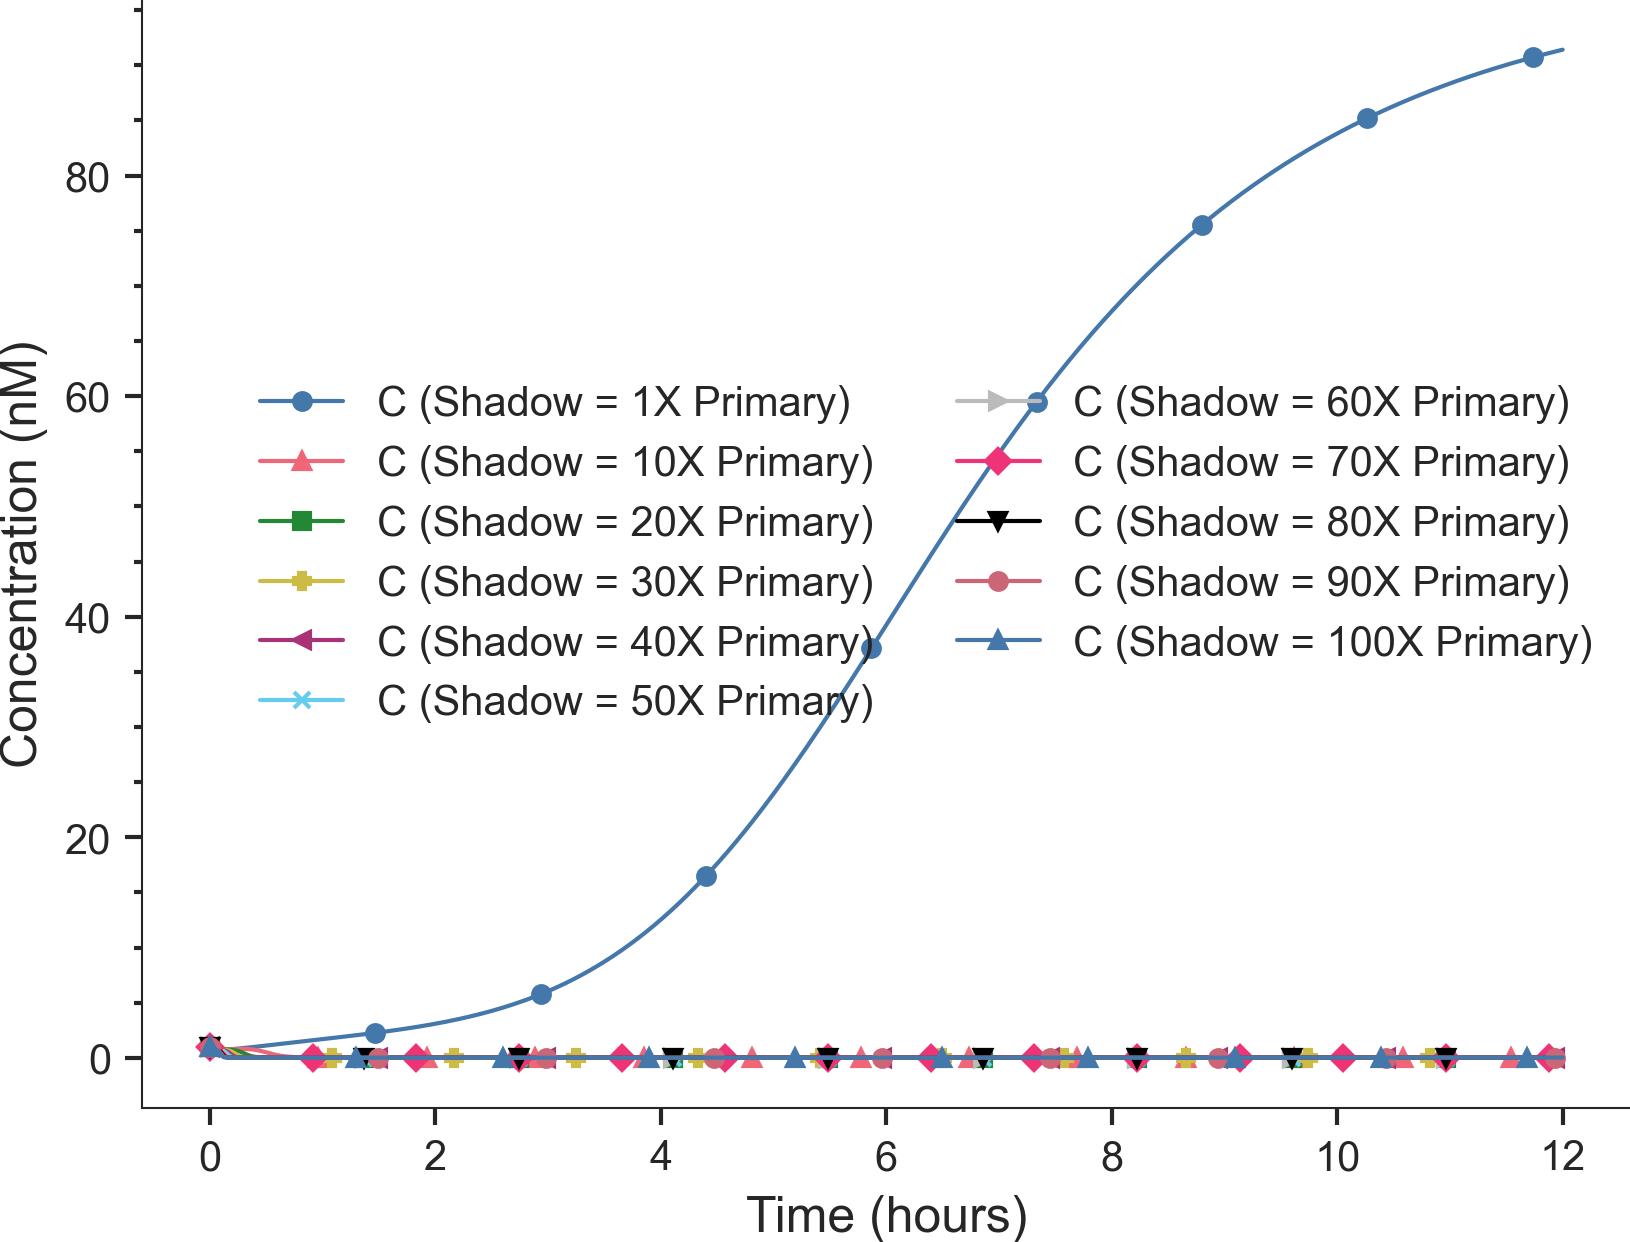 Concentration (nM)
80
60
40
20
0
C (Shadow = 1X Primary)
C (Shadow = 10X Primary)
C (Shadow = 20X Primary)
C (Shadow = 30X Primary)
C (Shadow = 40X Primary)
C (Shadow = 50X Primary)
C (Shadow = 60X Primary)
C (Shadow = 70X Primary)
C (Shadow = 80X Primary)
C (Shadow = 90X Primary)
C (Shadow = 100X Primary)
0 2 4 6 8 10 12
Time (hours)